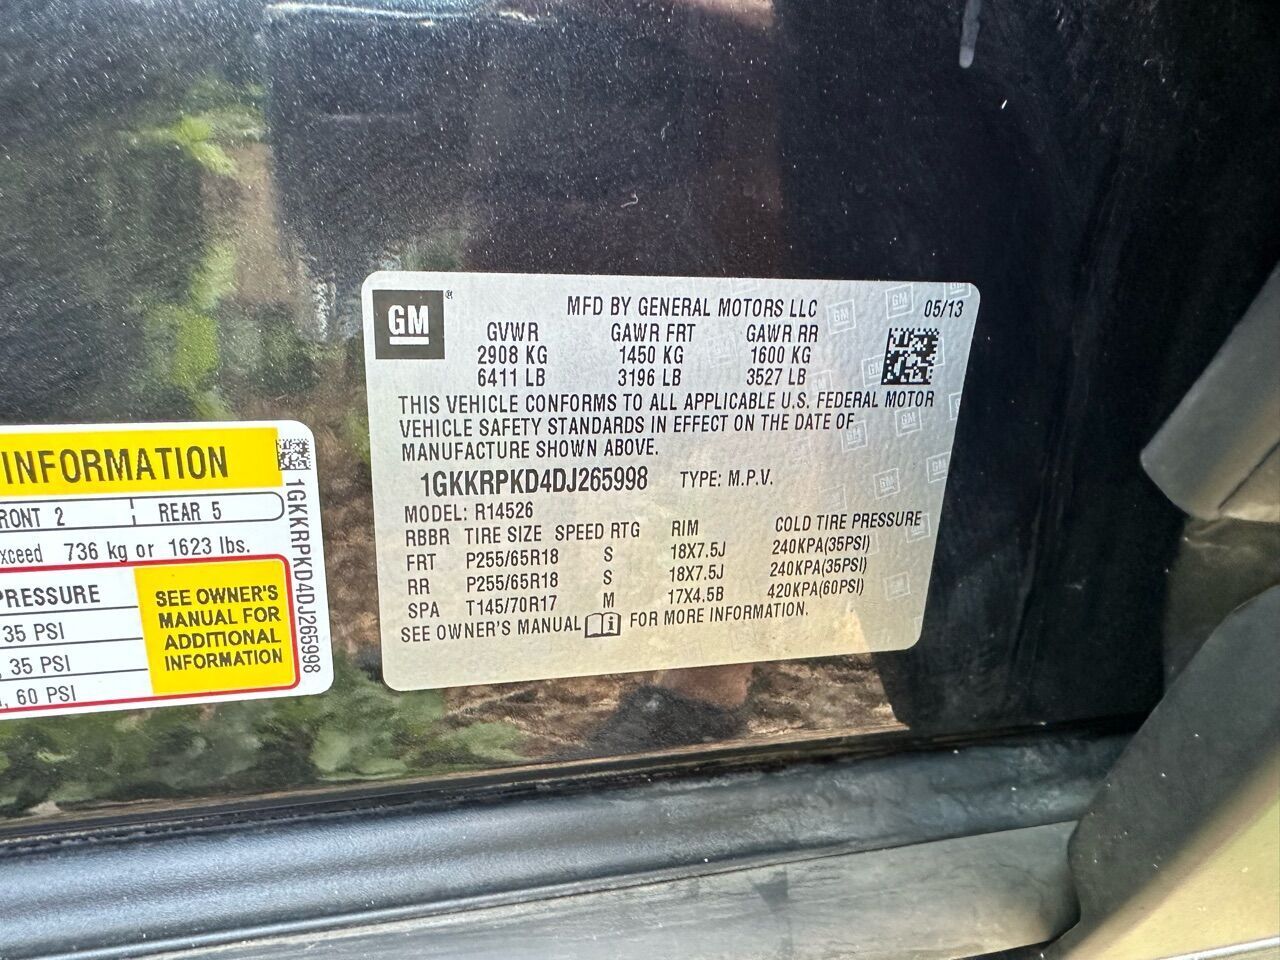 GM ®
MFD BY GENERAL MOTORS LLC 05/13
GVWR GAWR FRT GAWR RR
2908 KG 1450 KG 1600 KG
6411 LB 3196 LB 3527 LB
THIS VEHICLE CONFORMS TO ALL APPLICABLE U.S. FEDERAL MOTOR
VEHICLE SAFETY STANDARDS IN EFFECT ON THE DATE OF
MANUFACTURE SHOWN ABOVE.
1GKKRPKD4DJ265998 TYPE: M.P.V.
MODEL: R14526
RBBR TIRE SIZE SPEED RTG RIM COLD TIRE PRESSURE
FRT P255/65R18 S 18X7.5J 240KPA(35PSI)
RR P255/65R18 S 18X7.5J 240KPA(35PSI)
SPA T145/70R17 M 17X4.5B 420KPA(60PSI)
SEE OWNER'S MANUAL i FOR MORE INFORMATION.
INFORMATION
RONT 2 REAR 5
xceed 736 kg or 1623 lbs.
PRESSURE
35 PSI
, 35 PSI
, 60 PSI
SEE OWNER'S
MANUAL FOR
ADDITIONAL
INFORMATION
1GKKRPKD4DJ265998